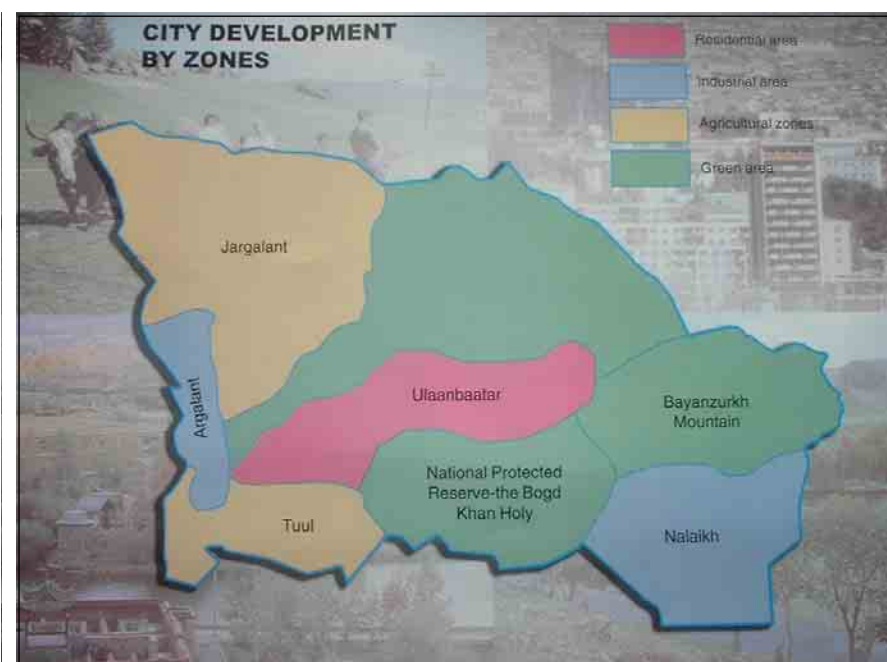 CITY DEVELOPMENT
BY ZONES
Residential area
Industrial area
Agricultural zones
Green area
Jargalant
Argalant
Ulaanbaatar
Bayanzurkh
Mountain
National Protected
Reserve-the Bogd
Khan Holy
Tuul
Nalaikh